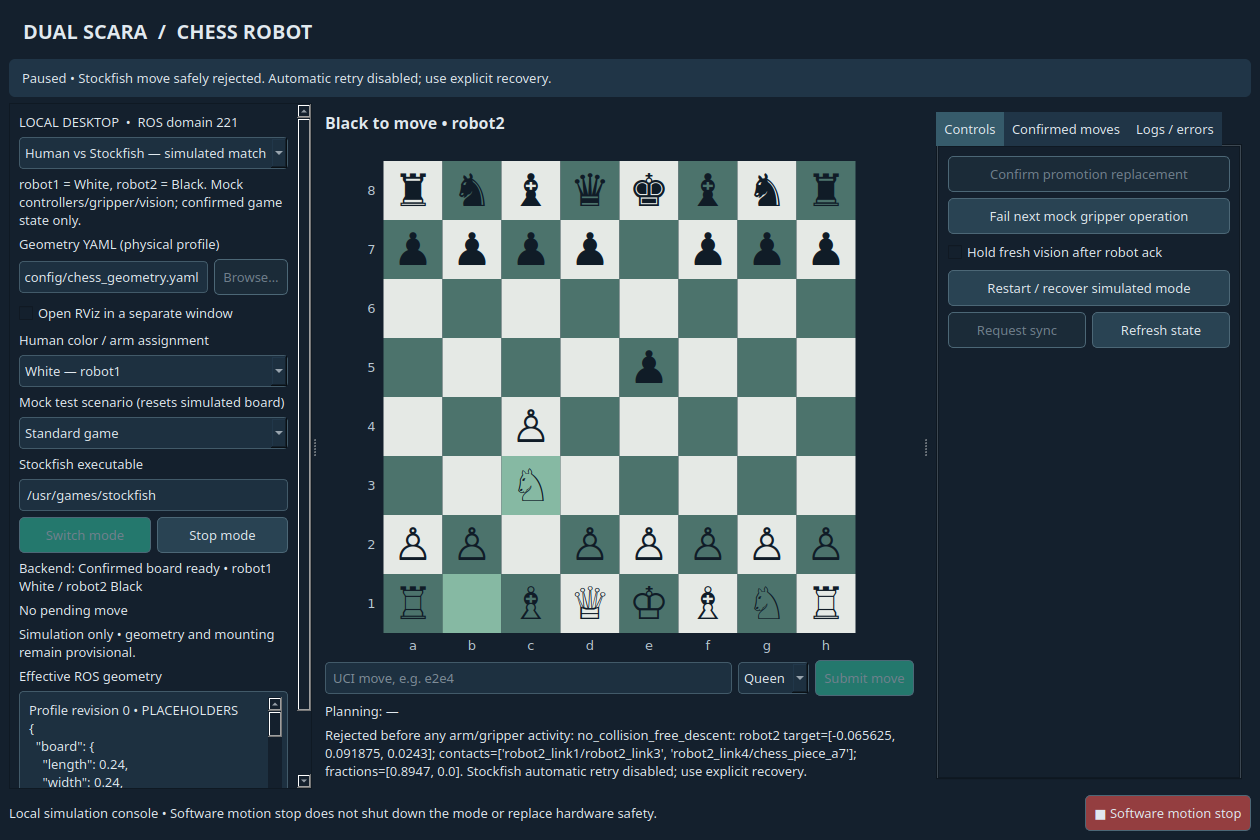 DUAL SCARA / CHESS ROBOT
Paused • Stockfish move safely rejected. Automatic retry disabled; use explicit recovery.
LOCAL DESKTOP • ROS domain 221
Human vs Stockfish — simulated match
robot1 = White, robot2 = Black. Mock
controllers/gripper/vision; confirmed game
state only.
Geometry YAML (physical profile)
config/chess_geometry.yaml
Browse...
Open RViz in a separate window
Human color / arm assignment
White — robot1
Mock test scenario (resets simulated board)
Standard game
Stockfish executable
/usr/games/stockfish
Switch mode
Stop mode
Backend: Confirmed board ready • robot1
White / robot2 Black
No pending move
Simulation only • geometry and mounting
remain provisional.
Effective ROS geometry
Profile revision 0 • PLACEHOLDERS
{
"board": {
"length": 0.24,
"width": 0.24,
Black to move • robot2
8
7
6
5
4
3
2
1
a b c d e f g h
UCI move, e.g. e2e4
Queen
Submit move
Planning: —
Rejected before any arm/gripper activity: no_collision_free_descent: robot2 target=[-0.065625,
0.091875, 0.0243]; contacts=['robot2_link1/robot2_link3', 'robot2_link4/chess_piece_a7'];
fractions=[0.8947, 0.0]. Stockfish automatic retry disabled; use explicit recovery.
Controls
Confirmed moves
Logs / errors
Confirm promotion replacement
Fail next mock gripper operation
Hold fresh vision after robot ack
Restart / recover simulated mode
Request sync
Refresh state
Local simulation console • Software motion stop does not shut down the mode or replace hardware safety.
Software motion stop